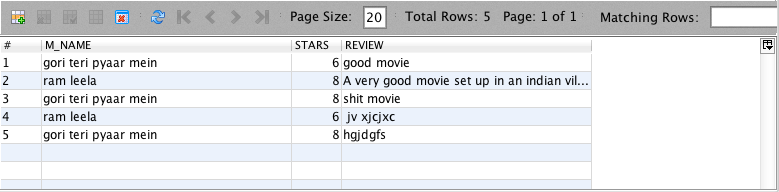 Page Size: 20 Total Rows: 5 Page: 1 of 1 Matching Rows:
# M_NAME STARS REVIEW
1 gori teri pyaar mein 6 good movie
2 ram leela 8 A very good movie set up in an indian vil...
3 gori teri pyaar mein 8 shit movie
4 ram leela 6 jv xjcjxc
5 gori teri pyaar mein 8 hgjdgfs